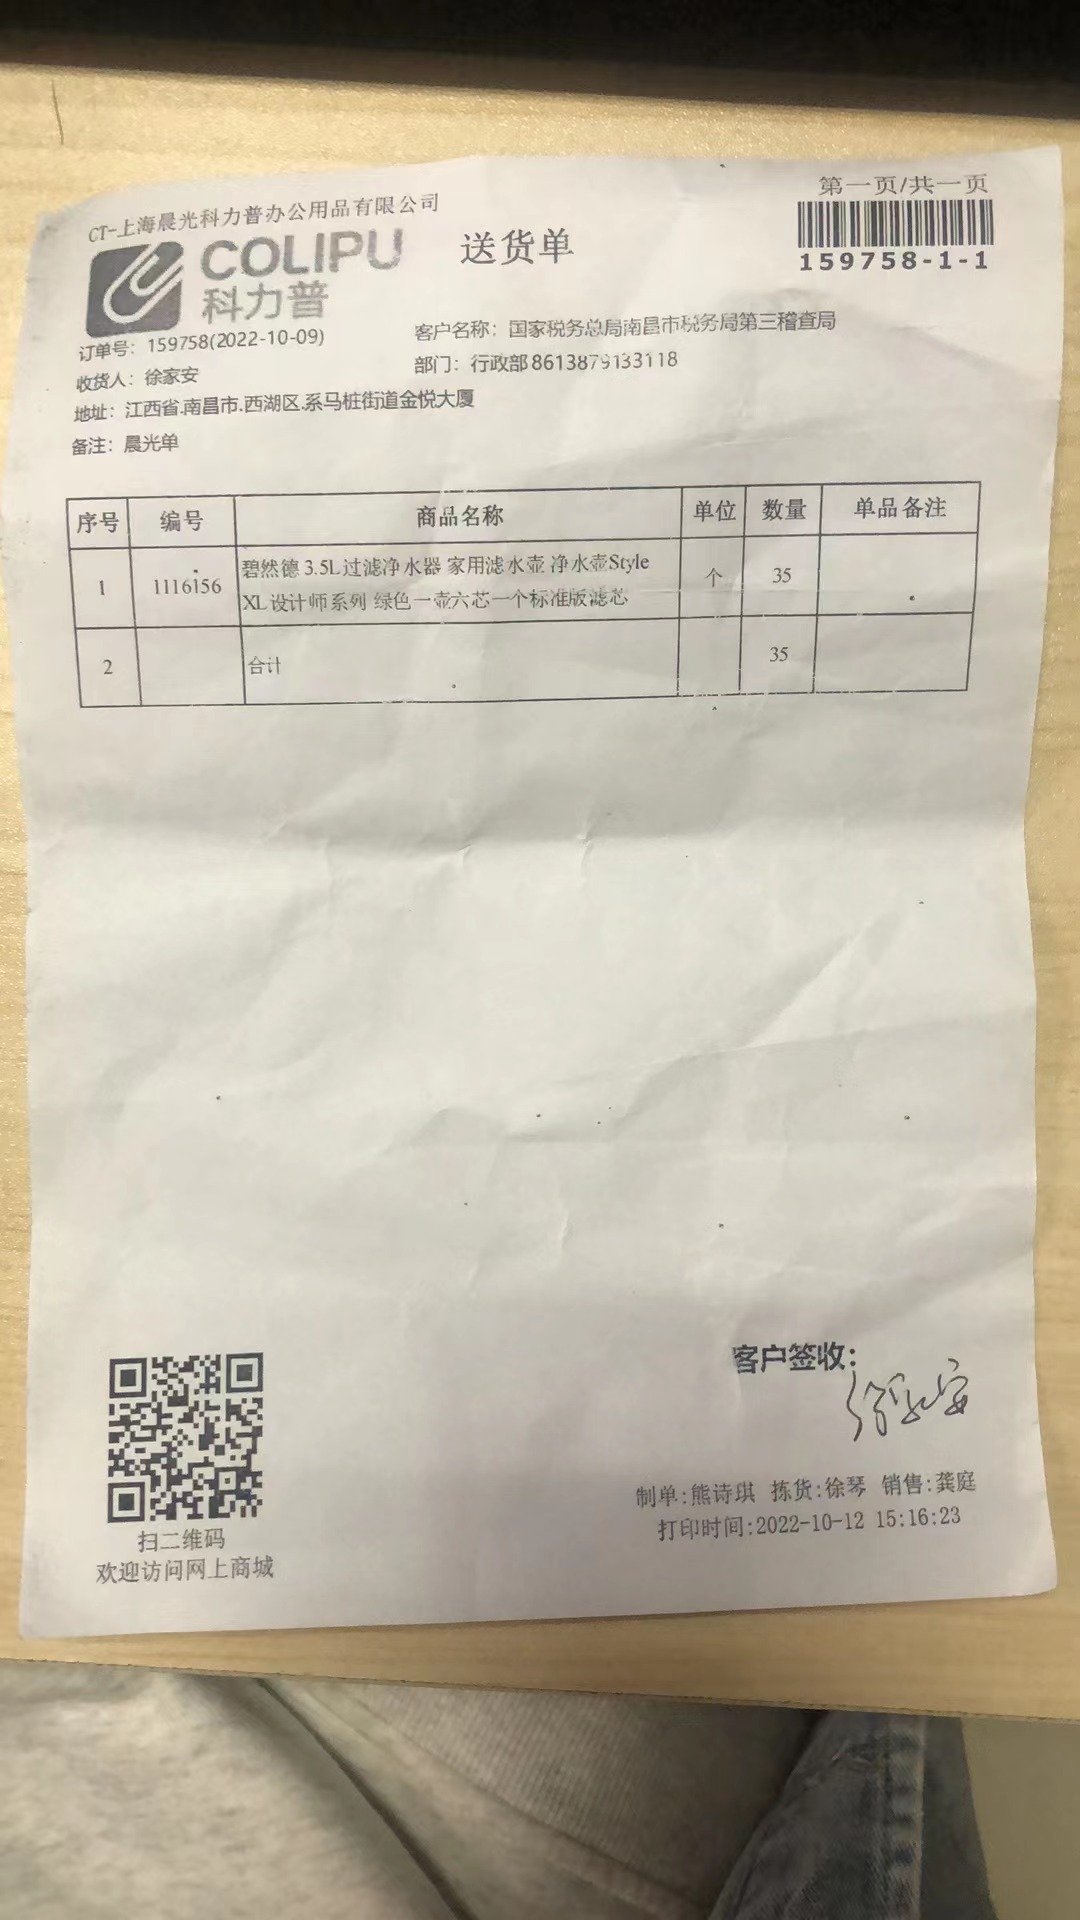 第一页/共一页
CT-上海晨光科力普办公用品有限公司
COLIPU
科力普
送货单
159758-1-1
订单号：159758(2022-10-09)
客户名称：国家税务总局南昌市税务局第三稽查局
收货人：徐家安
部门：行政部8613879133118
地址：江西省.南昌市.西湖区.系马桩街道金悦大厦
备注：晨光单
序号 编号 商品名称 单位 数量 单品备注
1 1116156 碧然德 3.5L过滤净水器 家用滤水壶 净水壶Style
XL设计师系列 绿色一壶六芯一个标准版滤芯 个 35
2 合计 35
客户签收：
徐家安
制单:熊诗琪 拣货:徐琴 销售:龚庭
打印时间:2022-10-12 15:16:23
扫二维码
欢迎访问网上商城